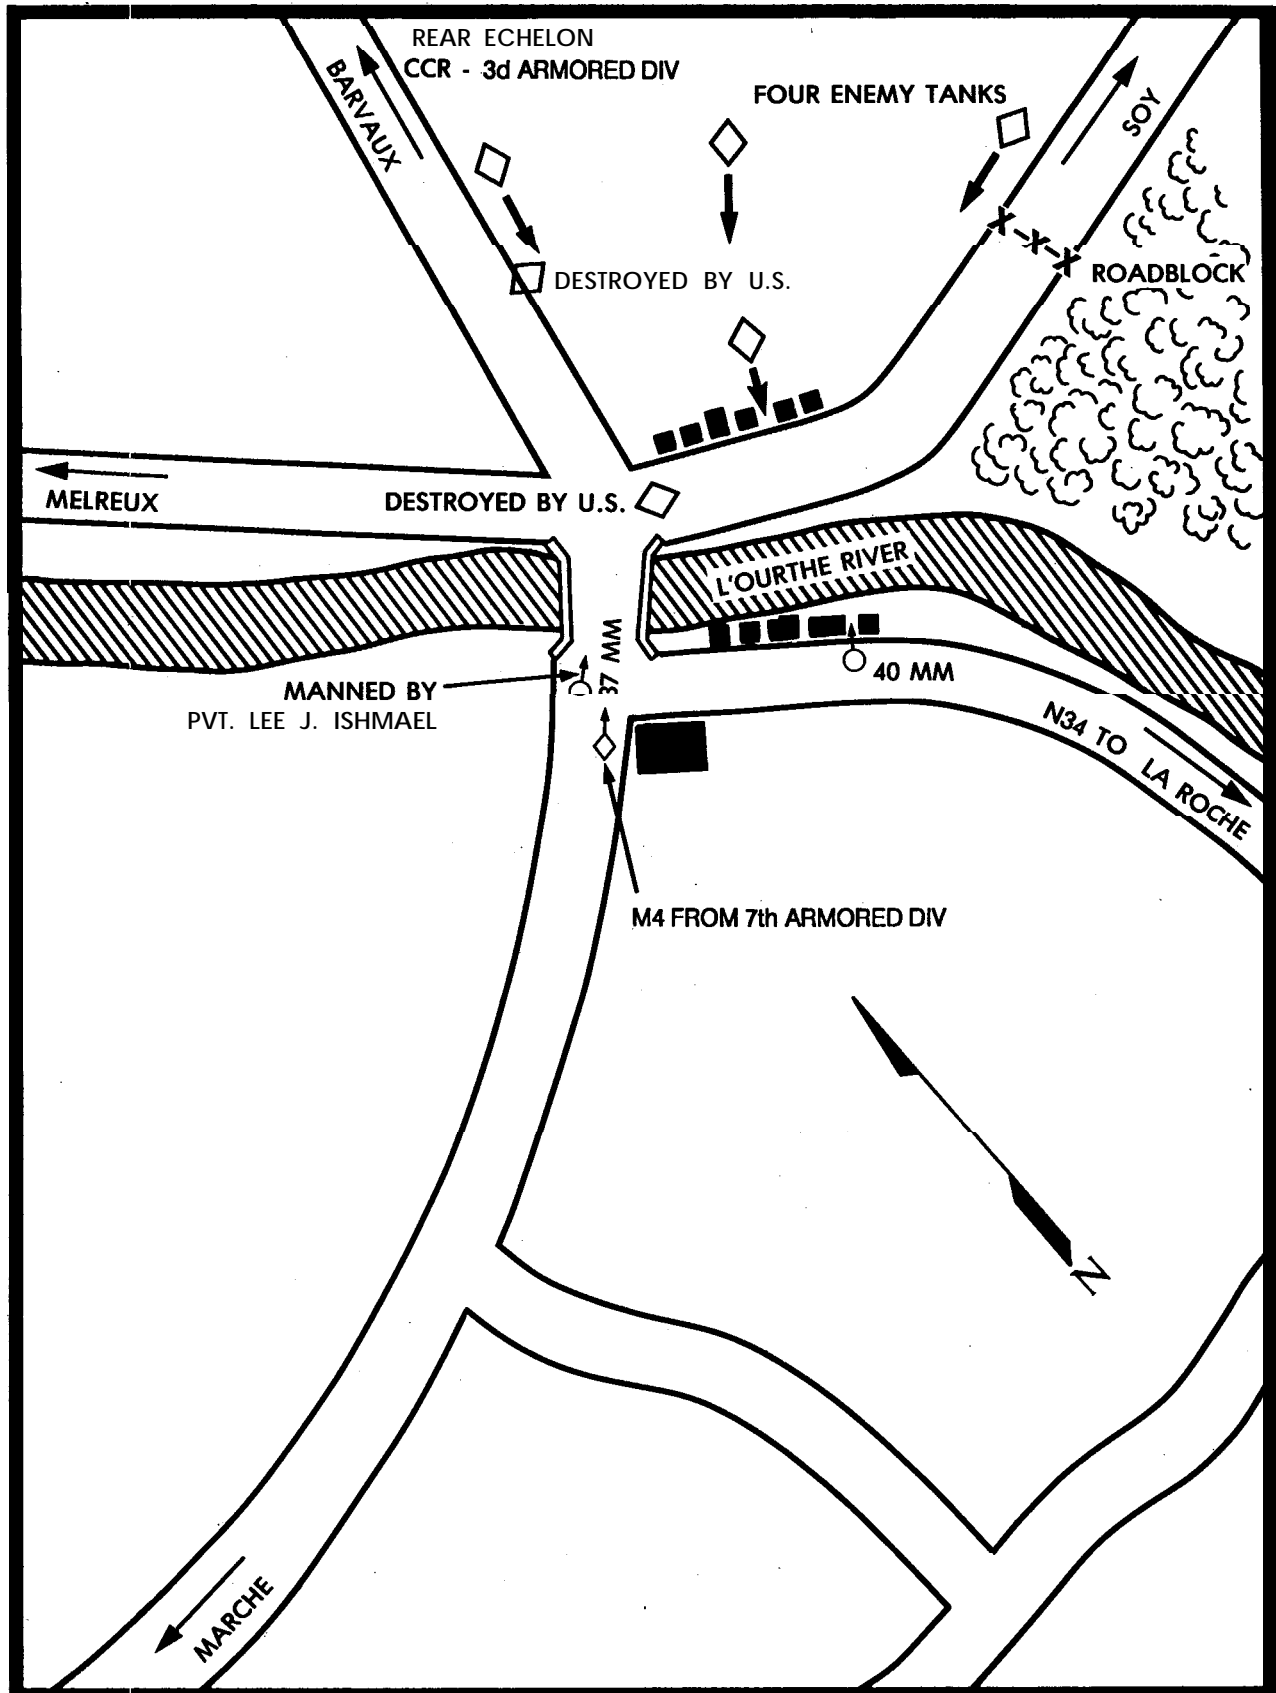 REAR ECHELON
CCR - 3d ARMORED DIV
BARVAUX
FOUR ENEMY TANKS
SOY
DESTROYED BY U.S.
ROADBLOCK
MELREUX
DESTROYED BY U.S.
L'OURTHE RIVER
37 MM
40 MM
MANNED BY
PVT. LEE J. ISHMAEL
N34 TO LA ROCHE
M4 FROM 7th ARMORED DIV
N
MARCHE